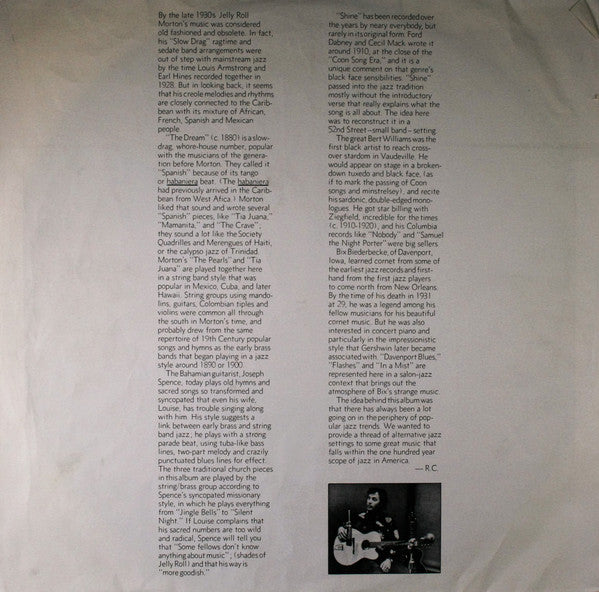 By the late 1930s Jelly Roll
Morton's music was considered
old fashioned and obsolete. In fact,
his "Slow Drag" ragtime and
sedate band arrangements were
out of step with mainstream jazz
by the time Louis Armstrong and
Earl Hines recorded together in
1928. But in looking back, it seems
that his creole melodies and rhythms
are closely connected to the Carib-
bean with its mixture of African,
French, Spanish and Mexican
people.
"The Dream" (c. 1880) is a slow-
drag, whore-house number, popular
with the musicians of the genera-
tion before Morton. They called it
"Spanish" because of its tango
or habaniera beat. (The habaniera
had previously arrived in the Carib-
bean from West Africa.) Morton
liked that sound and wrote several
"Spanish" pieces, like "Tia Juana,"
"Mamanita," and "The Crave";
they sound a lot like the Society
Quadrilles and Merengues of Haiti,
or the calypso jazz of Trinidad.
Morton's "The Pearls" and "Tia
Juana" are played together here
in a string band style that was
popular in Mexico, Cuba, and later
Hawaii. String groups using mando-
lins, guitars, Colombian tiples and
violins were common all through
the south in Morton's time, and
probably drew from the same
repertoire of 19th Century popular
songs and hymns as the early brass
bands that began playing in a jazz
style around 1890 or 1900.
The Bahamian guitarist, Joseph
Spence, today plays old hymns and
sacred songs so transformed and
syncopated that even his wife,
Louise, has trouble singing along
with him. His style suggests a
link between early brass and string
band jazz; he plays with a strong
parade beat, using tuba-like bass
lines, two-part melody and crazily
punctuated blues lines for effect.
The three traditional church pieces
in this album are played by the
string/brass group according to
Spence's syncopated missionary
style, in which he plays everything
from "Jingle Bells" to "Silent
Night." If Louise complains that
his sacred numbers are too wild
and radical, Spence will tell you
that "Some fellows don't know
anything about music"; (shades of
Jelly Roll) and that his way is
"more goodish."
"Shine" has been recorded over
the years by nearly everybody, but
rarely in its original form. Ford
Dabney and Cecil Mack wrote it
around 1910, at the close of the
"Coon Song Era," and it is a
unique comment on that genre's
black face sensibilities. "Shine"
passed into the jazz tradition
mostly without the introductory
verse that really explains what the
song is all about. The idea here
was to reconstruct it in a
52nd Street–small band–setting.
The great Bert Williams was the
first black artist to reach cross-
over stardom in Vaudeville. He
would appear on stage in a broken-
down tuxedo and black face, (as
if to mark the passing of Coon
songs and minstrelsy), and recite
his sardonic, double-edged mono-
logues. He got star billing with
Ziegfield, incredible for the times
(c. 1910-1920), and his Columbia
records like "Nobody" and "Samuel
the Night Porter" were big sellers.
Bix Biederbecke, of Davenport,
Iowa, learned cornet from some of
the earliest jazz records and first-
hand from the first jazz players
to come north from New Orleans.
By the time of his death in 1931
at 29, he was a legend among his
fellow musicians for his beautiful
cornet music. But he was also
interested in concert piano and
particularly in the impressionistic
style that Gershwin later became
associated with. "Davenport Blues,"
"Flashes" and "In a Mist" are
represented here in a salon-jazz
context that brings out the
atmosphere of Bix's strange music.
The idea behind this album was
that there has always been a lot
going on in the periphery of pop-
ular jazz trends. We wanted to
provide a thread of alternative jazz
settings to some great music that
falls within the one hundred year
scope of jazz in America.
— R.C.